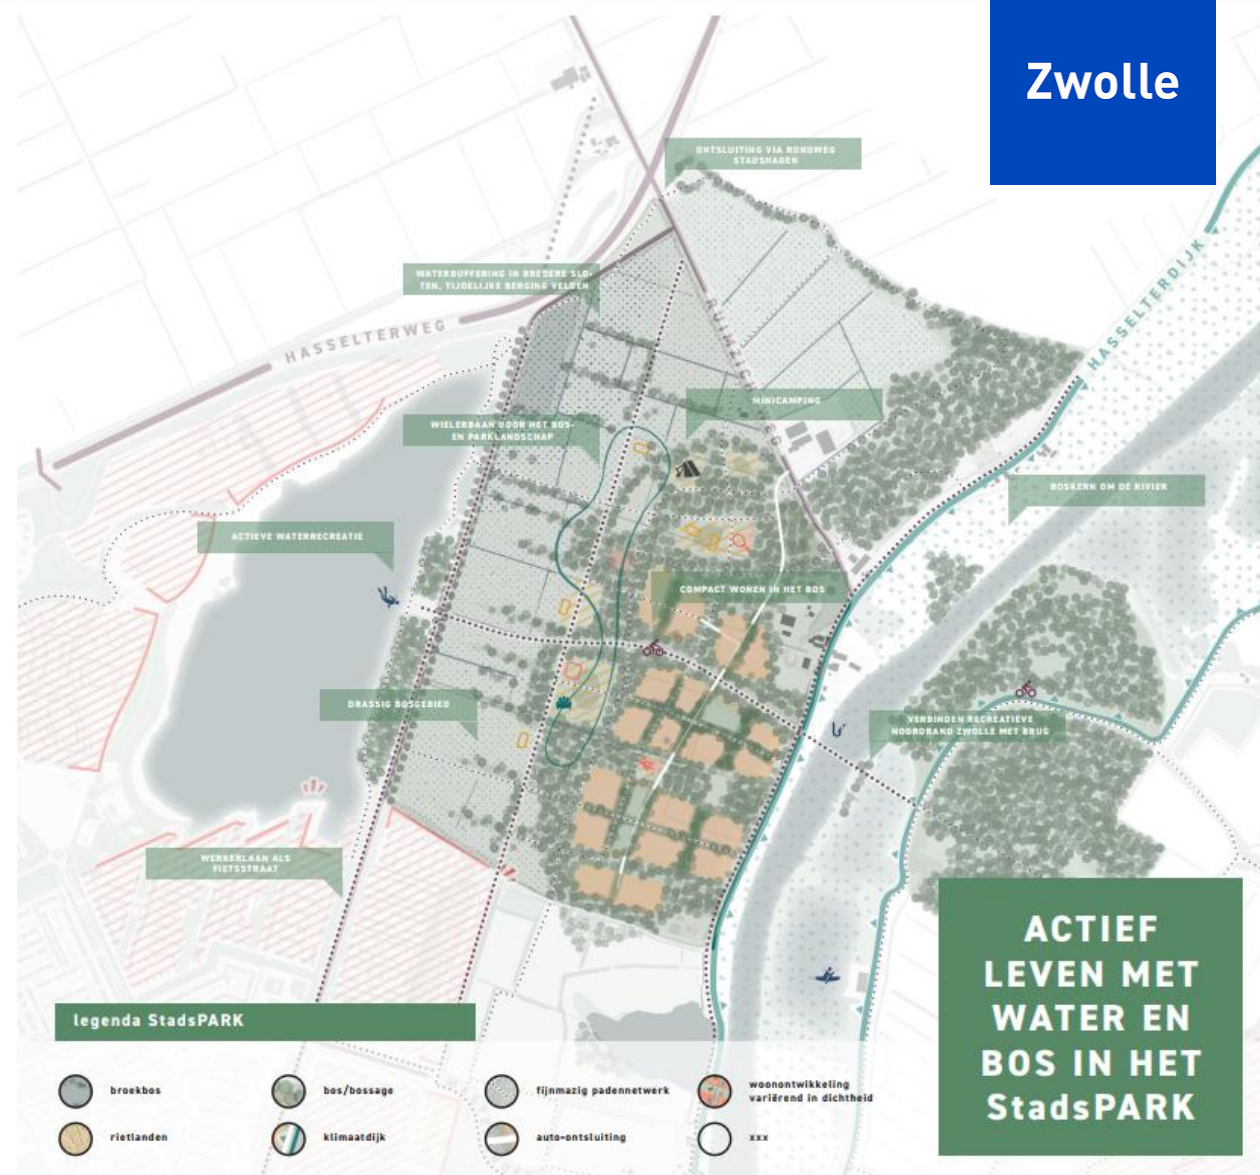 Zwolle
ONTSLUITING VIA RONDWEG
STADSHAGEN
WATERBUFFERING IN BREDERE SLO-
TEN, TIJDELIJKE BERGING VELDEN
HASSELTERWEG
HASSELTERDIJK
MINICAMPING
WIELERBAAN DOOR HET BOS-
EN PARKLANDSCHAP
BOSKERN OM DE RIVIER
ACTIEVE WATERRECREATIE
COMPACT WONEN IN HET BOS
DRASSIG BOSGEBIED
VERBINDEN RECREATIEVE
NOORDRAND ZWOLLE MET BRUG
WERKERLAAN ALS
FIETSSTRAAT
ACTIEF
LEVEN MET
WATER EN
BOS IN HET
StadsPARK
legenda StadsPARK
broekbos
bos/bossage
fijnmazig padennetwerk
woonontwikkeling
variërend in dichtheid
rietlanden
klimaatdijk
auto-ontsluiting
xxx